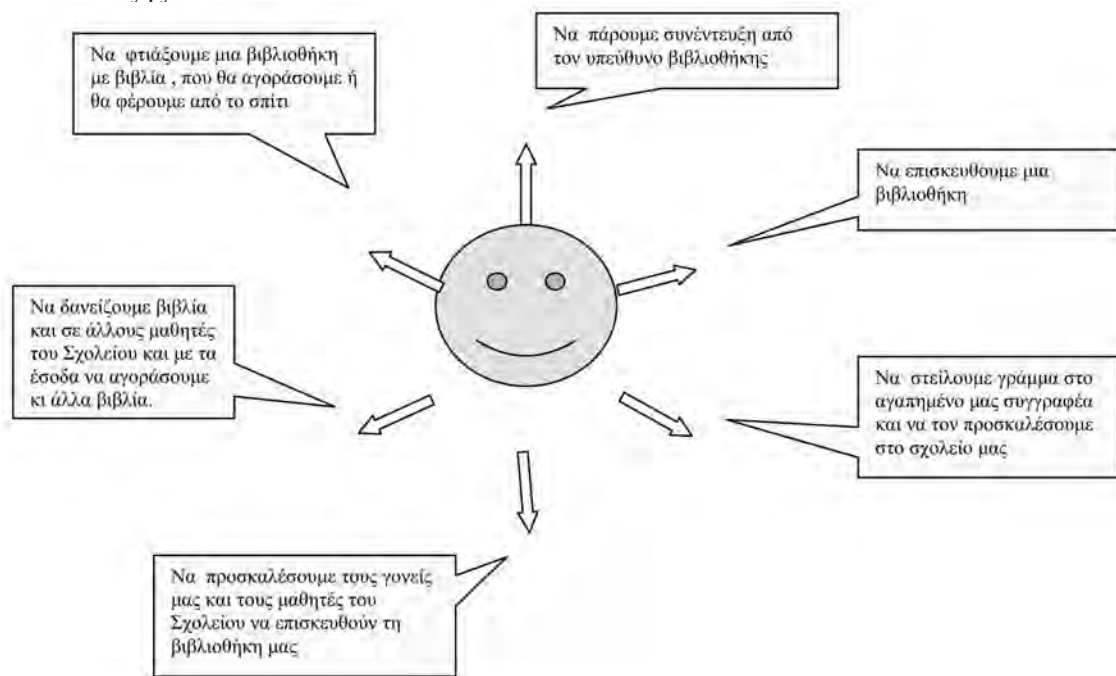 Να φτιάξουμε μια βιβλιοθήκη
με βιβλία , που θα αγοράσουμε ή
θα φέρουμε από το σπίτι
Να πάρουμε συνέντευξη από
τον υπεύθυνο βιβλιοθήκης
Να επισκευθουμε μια
βιβλιοθήκη
Να δανείζουμε βιβλία
και σε άλλους μαθητές
του Σχολείου και με τα
έσοδα να αγοράσουμε
κι άλλα βιβλία.
Να στείλουμε γράμμα στο
αγαπημένο μας συγγραφέα
και να τον προσκαλέσουμε
στο σχολείο μας
Να προσκαλέσουμε τους γονείς
μας και τους μαθητές του
Σχολείου να επισκευθούν τη
βιβλιοθήκη μας